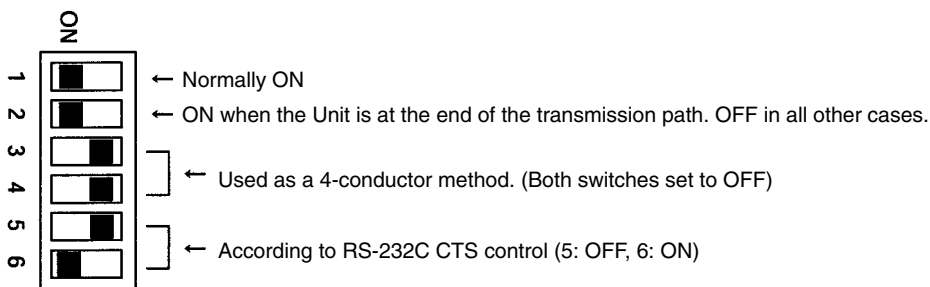 ON
1 ← Normally ON
2 ← ON when the Unit is at the end of the transmission path. OFF in all other cases.
3
← Used as a 4-conductor method. (Both switches set to OFF)
4
5
← According to RS-232C CTS control (5: OFF, 6: ON)
6